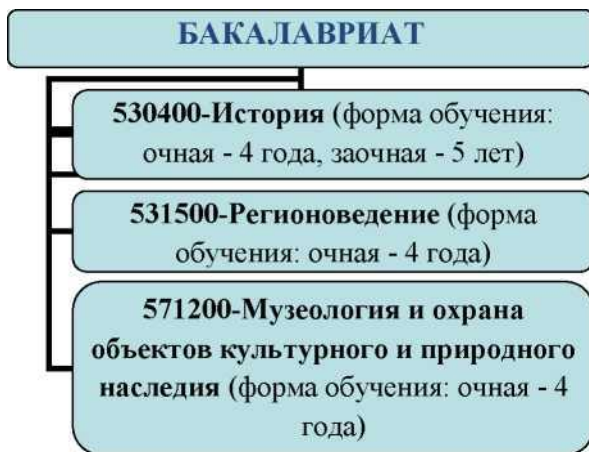 БАКАЛАВРИАТ
530400-История (форма обучения:
очная - 4 года, заочная - 5 лет)
531500-Регионоведение (форма
обучения: очная - 4 года)
571200-Музеология и охрана
объектов культурного и природного
наследия (форма обучения: очная - 4
года)